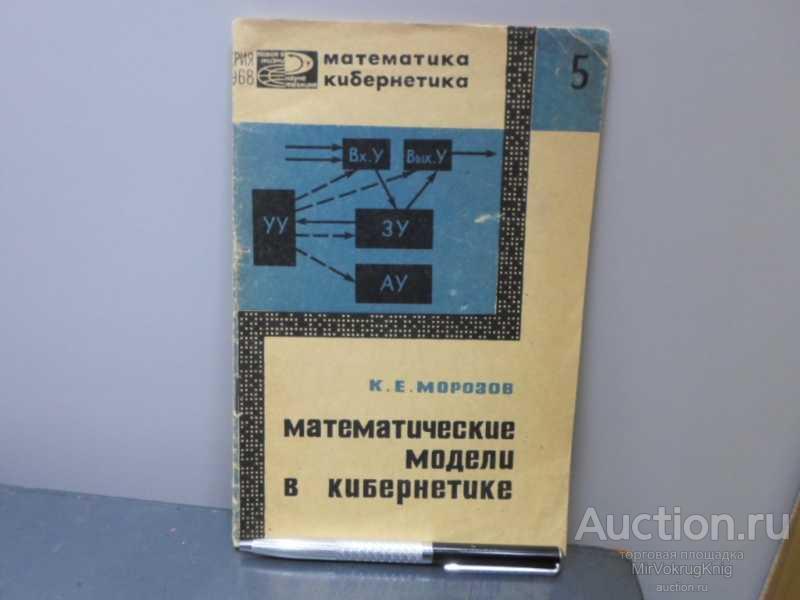 математика
кибернетика
5
Вх.У
Вых.У
УУ
ЗУ
АУ
К.Е.МОРОЗОВ
математические
модели
в кибернетике
Auction.ru
торговая площадка
MirVokrugKnig
auction.ru